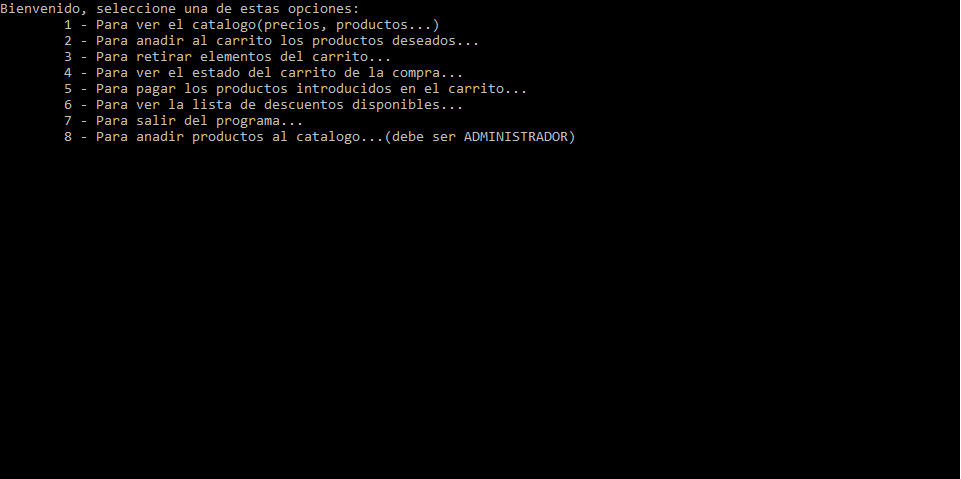 Bienvenido, seleccione una de estas opciones:
1 - Para ver el catalogo(precios, productos...)
2 - Para anadir al carrito los productos deseados...
3 - Para retirar elementos del carrito...
4 - Para ver el estado del carrito de la compra...
5 - Para pagar los productos introducidos en el carrito...
6 - Para ver la lista de descuentos disponibles...
7 - Para salir del programa...
8 - Para anadir productos al catalogo...(debe ser ADMINISTRADOR)